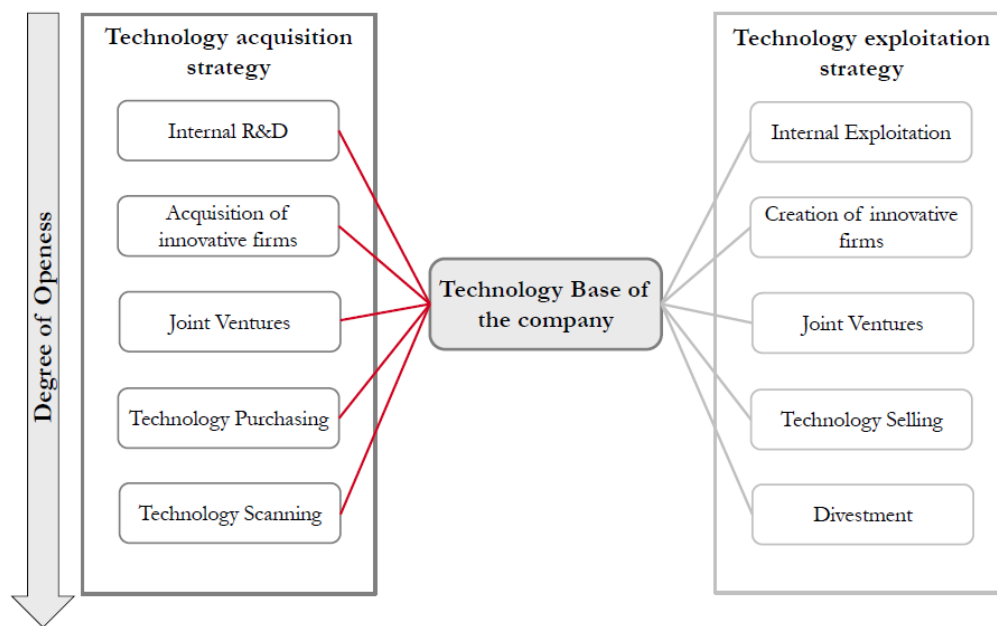 Degree of Openess
Technology acquisition
strategy
Internal R&D
Acquisition of
innovative firms
Joint Ventures
Technology Purchasing
Technology Scanning
Technology Base of
the company
Technology exploitation
strategy
Internal Exploitation
Creation of innovative
firms
Joint Ventures
Technology Selling
Divestment